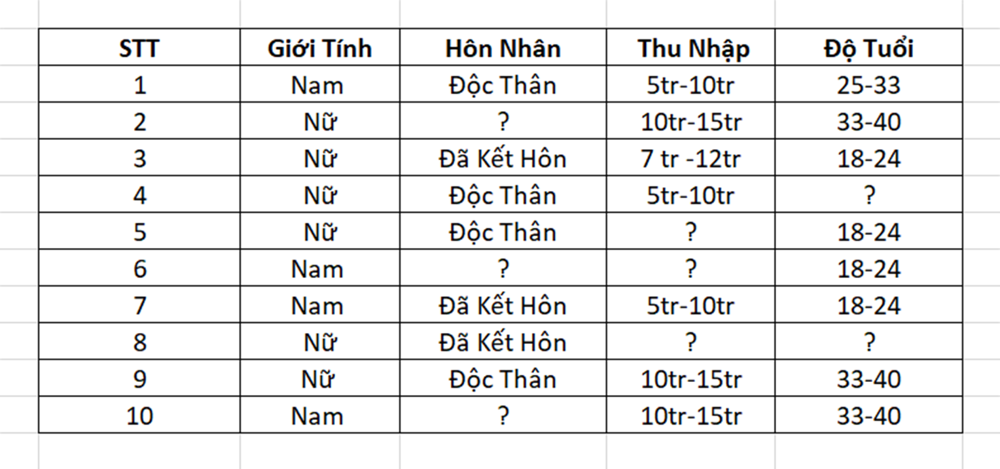 STT Giới Tính Hôn Nhân Thu Nhập Độ Tuổi
1 Nam Độc Thân 5tr-10tr 25-33
2 Nữ ? 10tr-15tr 33-40
3 Nữ Đã Kết Hôn 7 tr -12tr 18-24
4 Nữ Độc Thân 5tr-10tr ?
5 Nữ Độc Thân ? 18-24
6 Nam ? ? 18-24
7 Nam Đã Kết Hôn 5tr-10tr 18-24
8 Nữ Đã Kết Hôn ? ?
9 Nữ Độc Thân 10tr-15tr 33-40
10 Nam ? 10tr-15tr 33-40